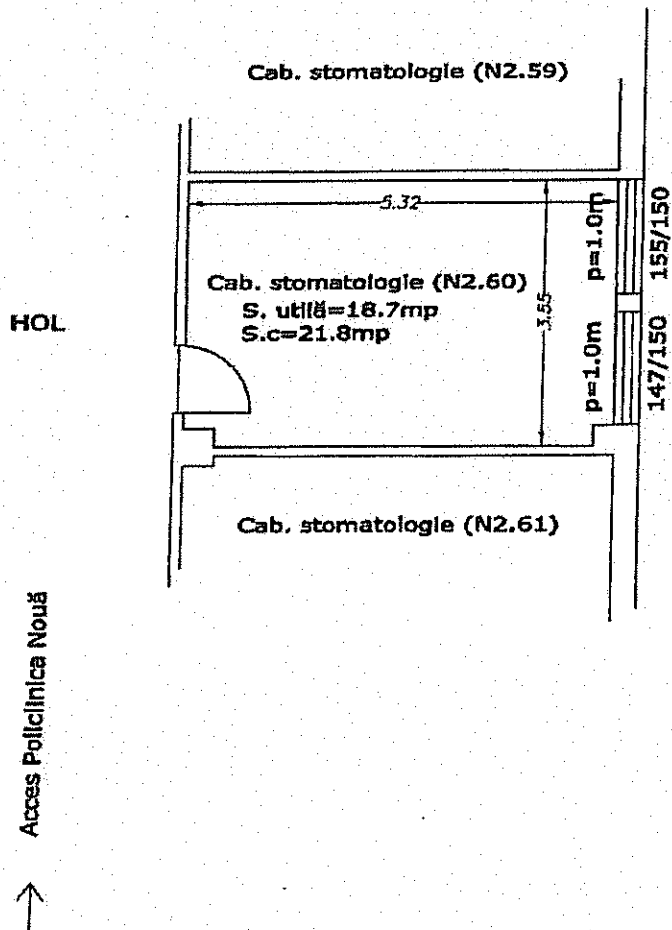 Cab. stomatologie (N2.59)
5.32
Cab. stomatologie (N2.60)
S. utilă=18.7mp
S.c=21.8mp
3.55
p=1.0m
155/150
p=1.0m
147/150
HOL
Cab. stomatologie (N2.61)
Acces Policlinica Nouă